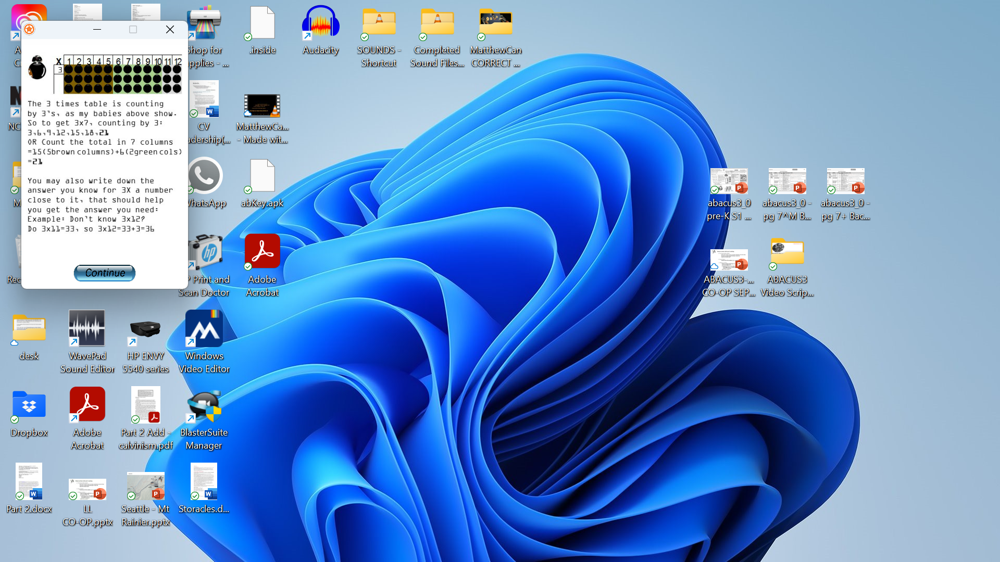 X 1 2 3 4 5 6 7 8 9 10 11 12
3
The 3 times table is counting
by 3's, as my babies above show.
So to get 3x7, counting by 3:
3,6,9,12,15,18,21
OR Count the total in 7 columns
=15(5brown columns)+6(2green cols)
=21
You may also write down the
answer you know for 3X a number
close to it, that should help
you get the answer you need:
Example: Don't know 3x12?
Do 3x11=33, so 3x12=33+3=36
Continue
Shop for
pplies - ...
.inside
Audacity
SOUNDS -
Shortcut
Completed
Sound Files...
MatthewCan
CORRECT ...
CV
adership(...
MatthewCa...
- Made wit...
WhatsApp
abKey.apk
abacus3_0
pre-K S1 ...
abacus3_0 -
pg 7^M B...
abacus3_0 -
pg 7+ Bac...
hp
Print and
Scan Doctor
Adobe
Acrobat
ABACUS3-...
CO-OP SEP...
ABACUS3
Video Scrip...
NC
Rec
desk
WavePad
Sound Editor
HP ENVY
5540 series
Windows
Video Editor
Dropbox
Adobe
Acrobat
Part 2 Add -
calvinism.pdf
BlasterSuite
Manager
Part 2.docx
LL
CO-OP.pptx
Seattle - Mt
Rainier.pptx
Storacles.d...